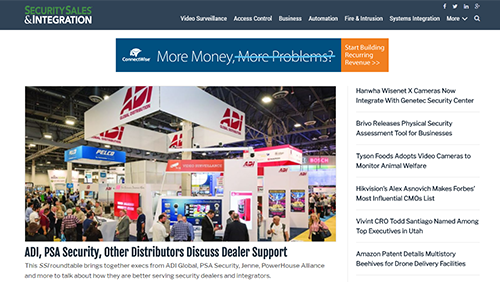 SECURITY SALES
& INTEGRATION
f
in
G+
Video Surveillance Access Control Business Automation Fire & Intrusion Systems Integration More
ConnectWise
More Money, More Problems?
Start Building
Recurring
Revenue >>
ADI
GLOBAL DISTRIBUTION
ADI
ADI
PELCO
VIDEO SURVEILLANCE
ADI
BOSCH
ADI, PSA Security, Other Distributors Discuss Dealer Support
This SSI roundtable brings together execs from ADI Global, PSA Security, Jenne, PowerHouse Alliance
and more to talk about how they are better serving security dealers and integrators.
Hanwha Wisenet X Cameras Now
Integrate With Genetec Security Center
Brivo Releases Physical Security
Assessment Tool for Businesses
Tyson Foods Adopts Video Cameras to
Monitor Animal Welfare
Hikvision's Alex Asnovich Makes Forbes'
Most Influential CMOs List
Vivint CRO Todd Santiago Named Among
Top Executives in Utah
Amazon Patent Details Multistory
Beehives for Drone Delivery Facilities